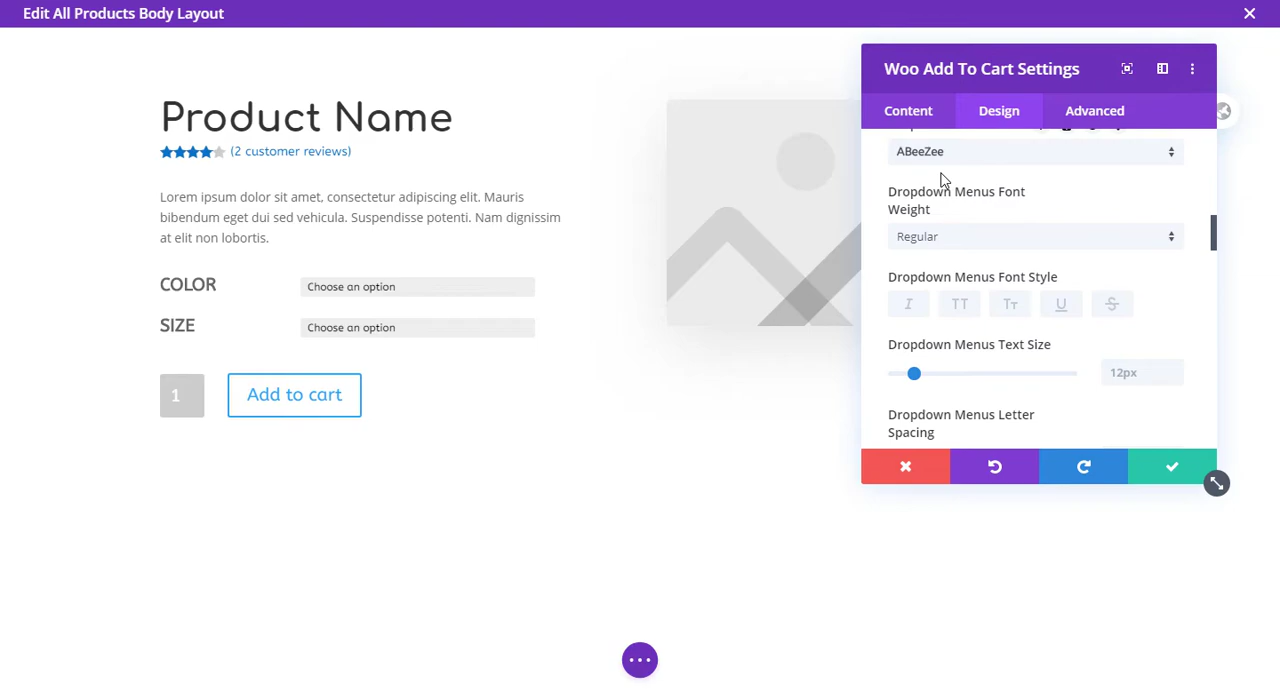 Edit All Products Body Layout
Product Name
(2 customer reviews)
Lorem ipsum dolor sit amet, consectetur adipiscing elit. Mauris
bibendum eget dui sed vehicula. Suspendisse potenti. Nam dignissim
at elit non lobortis.
COLOR
Choose an option
SIZE
Choose an option
1
Add to cart
Woo Add To Cart Settings
Content
Design
Advanced
ABeeZee
Dropdown Menus Font
Weight
Regular
Dropdown Menus Font Style
I
TT
Tт
U
S
Dropdown Menus Text Size
12px
Dropdown Menus Letter
Spacing